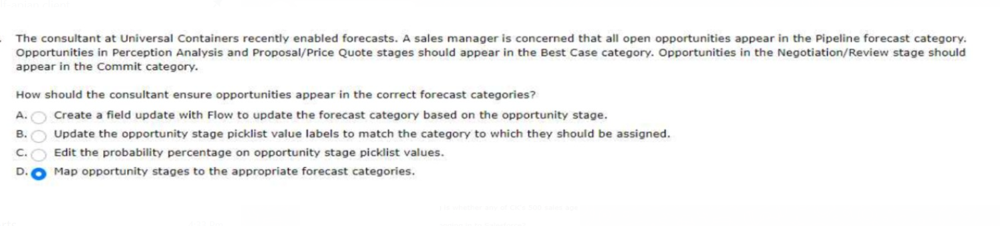 The consultant at Universal Containers recently enabled forecasts. A sales manager is concerned that all open opportunities appear in the Pipeline forecast category.
Opportunities in Perception Analysis and Proposal/Price Quote stages should appear in the Best Case category. Opportunities in the Negotiation/Review stage should
appear in the Commit category.
How should the consultant ensure opportunities appear in the correct forecast categories?
A. Create a field update with Flow to update the forecast category based on the opportunity stage.
B. Update the opportunity stage picklist value labels to match the category to which they should be assigned.
C. Edit the probability percentage on opportunity stage picklist values.
D. Map opportunity stages to the appropriate forecast categories.